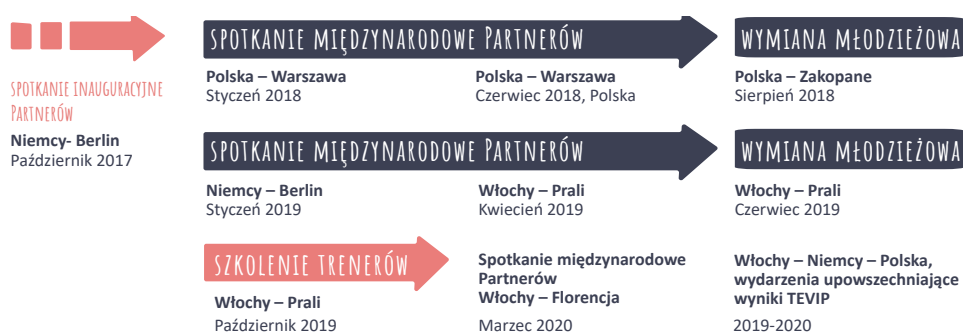 SPOTKANIE INAUGURACYJNE
PARTNERÓW
Niemcy- Berlin
Październik 2017
SPOTKANIE MIĘDZYNARODOWE PARTNERÓW
Polska – Warszawa
Styczeń 2018
Polska – Warszawa
Czerwiec 2018, Polska
WYMIANA MŁODZIEŻOWA
Polska – Zakopane
Sierpień 2018
SPOTKANIE MIĘDZYNARODOWE PARTNERÓW
Niemcy – Berlin
Styczeń 2019
Włochy – Prali
Kwiecień 2019
WYMIANA MŁODZIEŻOWA
Włochy – Prali
Czerwiec 2019
SZKOLENIE TRENERÓW
Włochy – Prali
Październik 2019
Spotkanie międzynarodowe
Partnerów
Włochy – Florencja
Marzec 2020
Włochy – Niemcy – Polska,
wydarzenia upowszechniające
wyniki TEVIP
2019-2020